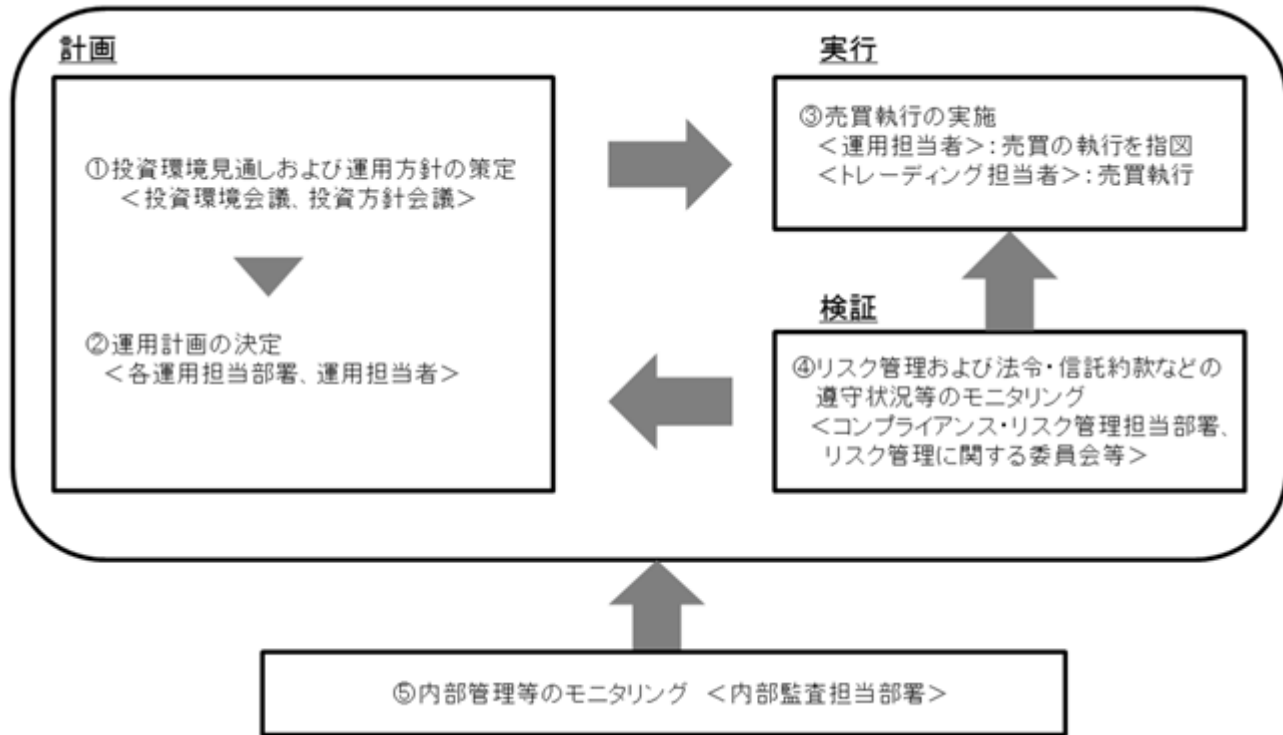 計画
①投資環境見通しおよび運用方針の策定
＜投資環境会議、投資方針会議＞
②運用計画の決定
＜各運用担当部署、運用担当者＞
実行
③売買執行の実施
＜運用担当者＞：売買の執行を指図
＜トレーディング担当者＞：売買執行
検証
④リスク管理および法令・信託約款などの
遵守状況等のモニタリング
＜コンプライアンス・リスク管理担当部署、
リスク管理に関する委員会等＞
⑤内部管理等のモニタリング ＜内部監査担当部署＞